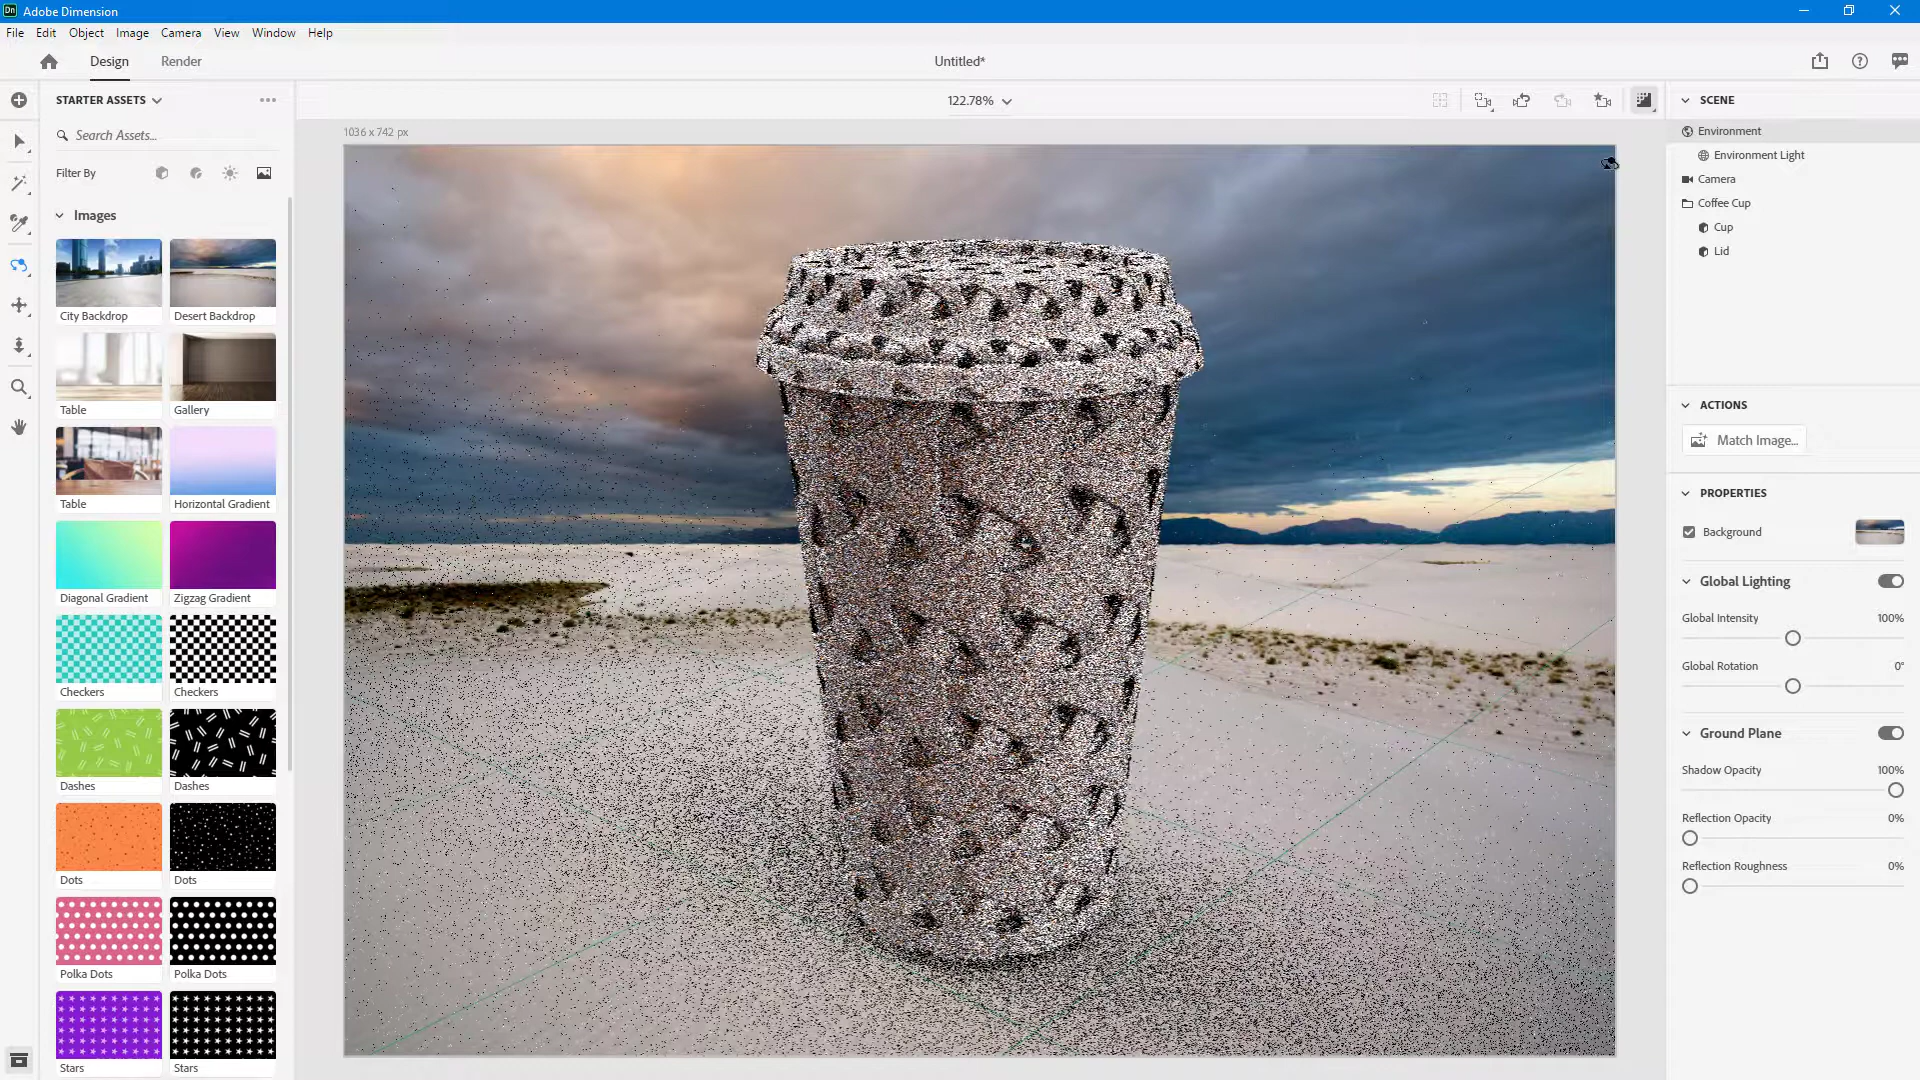 Dn Adobe Dimension
File Edit Object Image Camera View Window Help
Design Render Untitled*
STARTER ASSETS
Search Assets...
Filter By
Images
City Backdrop Desert Backdrop
Table Gallery
Table Horizontal Gradient
Diagonal Gradient Zigzag Gradient
Checkers Checkers
Dashes Dashes
Dots Dots
Polka Dots Polka Dots
Stars Stars
122.78%
1036 x 742 px
SCENE
Environment
Environment Light
Camera
Coffee Cup
Cup
Lid
ACTIONS
Match Image...
PROPERTIES
Background
Global Lighting
Global Intensity 100%
Global Rotation 0°
Ground Plane
Shadow Opacity 100%
Reflection Opacity 0%
Reflection Roughness 0%